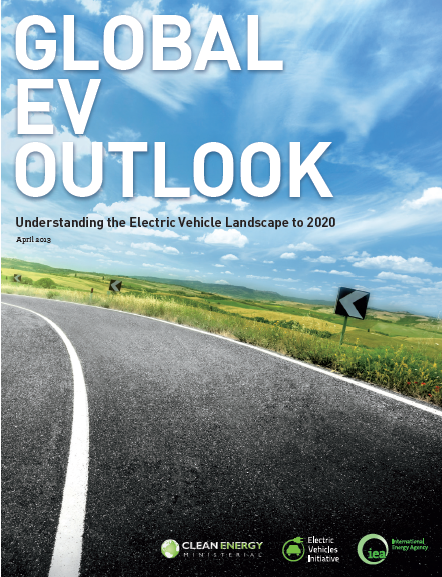 GLOBAL
EV
OUTLOOK
Understanding the Electric Vehicle Landscape to 2020
April 2013
CLEAN ENERGY
MINISTERIAL
Electric
Vehicles
Initiative
iea
International
Energy Agency